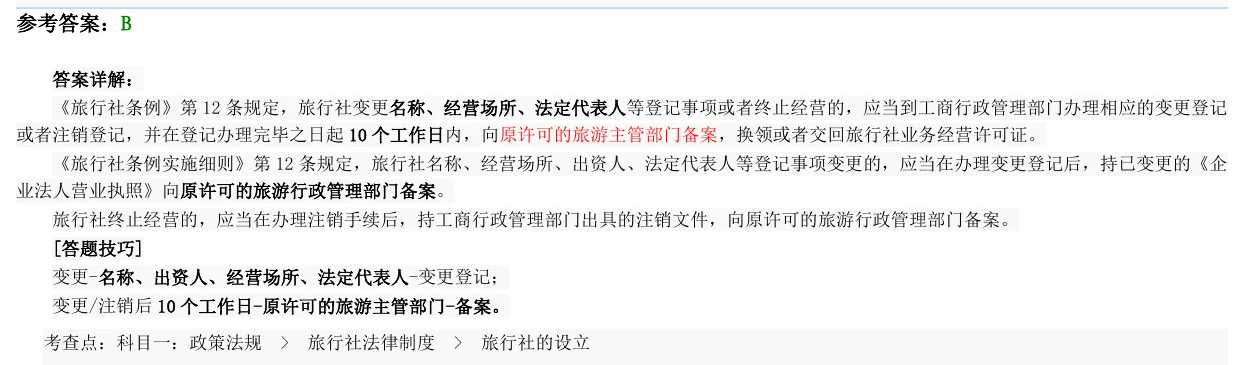 参考答案：B
答案详解：
《旅行社条例》第 12 条规定，旅行社变更名称、经营场所、法定代表人等登记事项或者终止经营的，应当到工商行政管理部门办理相应的变更登记
或者注销登记，并在登记办理完毕之日起 10 个工作日内，向原许可的旅游主管部门备案，换领或者交回旅行社业务经营许可证。
《旅行社条例实施细则》第 12 条规定，旅行社名称、经营场所、出资人、法定代表人等登记事项变更的，应当在办理变更登记后，持已变更的《企
业法人营业执照》向原许可的旅游行政管理部门备案。
旅行社终止经营的，应当在办理注销手续后，持工商行政管理部门出具的注销文件，向原许可的旅游行政管理部门备案。
[答题技巧]
变更-名称、出资人、经营场所、法定代表人-变更登记；
变更/注销后 10 个工作日-原许可的旅游主管部门-备案。
考查点：科目一：政策法规 > 旅行社法律制度 > 旅行社的设立